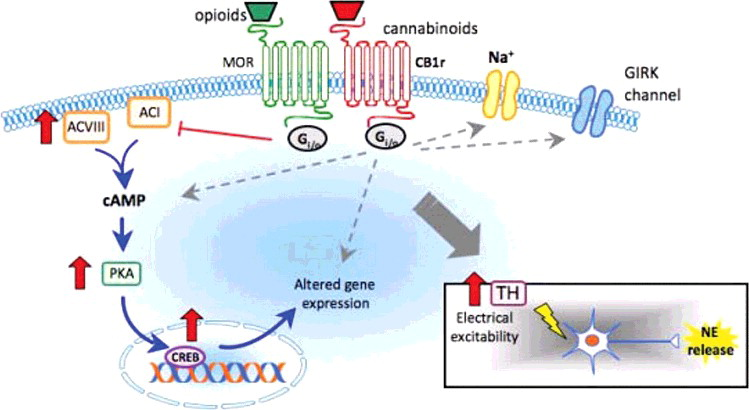 opioids
cannabinoids
MOR
CB1r
Na+
GIRK
channel
ACVIII
ACI
Gi/o
Gi/o
cAMP
PKA
Altered gene
expression
CREB
TH
Electrical
excitability
NE
release